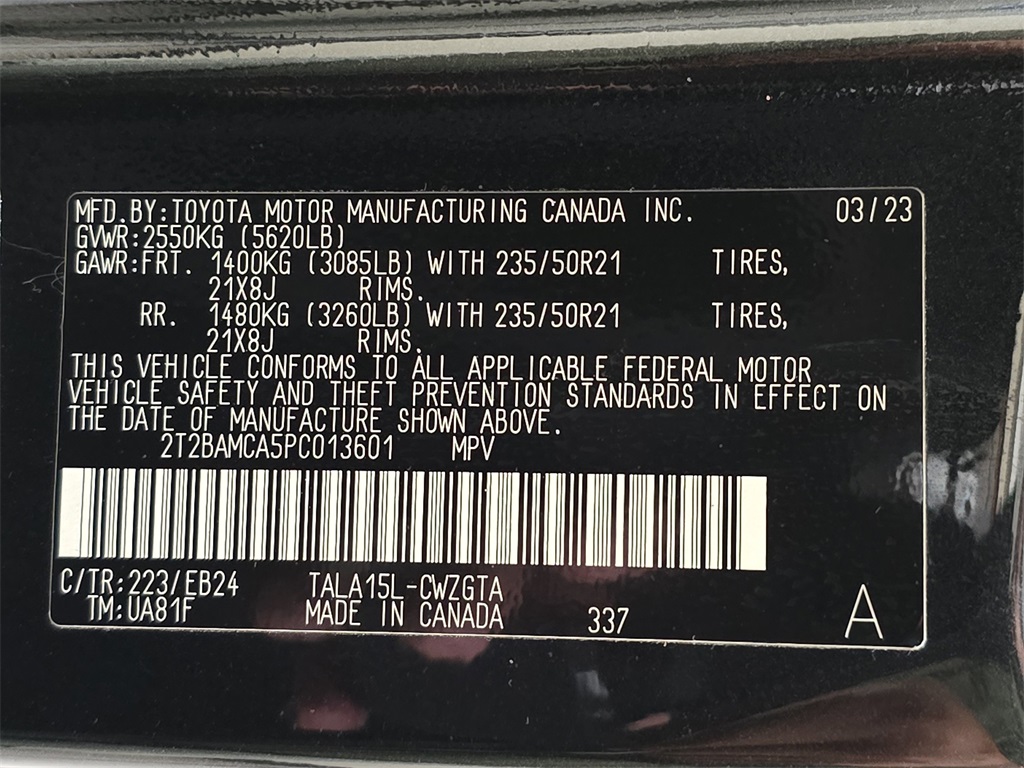 MFD.BY:TOYOTA MOTOR MANUFACTURING CANADA INC. 03/23
GVWR:2550KG (5620LB)
GAWR:FRT. 1400KG (3085LB) WITH 235/50R21 TIRES,
21X8J RIMS.
RR. 1480KG (3260LB) WITH 235/50R21 TIRES,
21X8J RIMS.
THIS VEHICLE CONFORMS TO ALL APPLICABLE FEDERAL MOTOR
VEHICLE SAFETY AND THEFT PREVENTION STANDARDS IN EFFECT ON
THE DATE OF MANUFACTURE SHOWN ABOVE.
2T2BAMCA5PC013601 MPV
C/TR:223/EB24 TALA15L-CWZGTA
TM:UA81F MADE IN CANADA 337 A